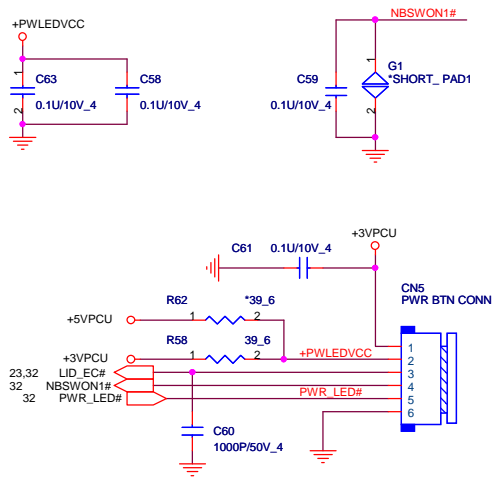 +PWLEDVCC
NBSWON1#
1
C63
0.1U/10V_4
2
C58
0.1U/10V_4
C59
0.1U/10V_4
1
G1
*SHORT_ PAD1
2
+3VPCU
C61
0.1U/10V_4
CN5
PWR BTN CONN
R62
*39_6
+5VPCU
1
2
R58
39_6
+3VPCU
1
2
+PWLEDVCC
23,32
LID_EC#
32
NBSWON1#
32
PWR_LED#
PWR_LED#
1
2
3
4
5
6
C60
1000P/50V_4